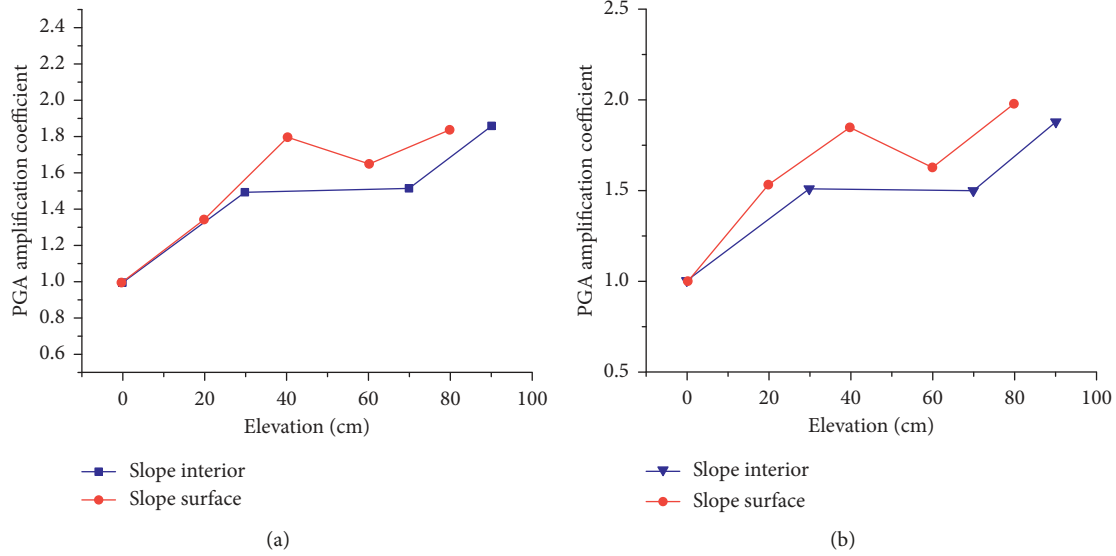 2.4
2.2
2.0
1.8
1.6
1.4
1.2
1.0
0.8
0.6
PGA amplification coefficient
0 20 40 60 80 100
Elevation (cm)
Slope interior
Slope surface
(a)
2.5
2.0
1.5
1.0
0.5
PGA amplification coefficient
0 20 40 60 80 100
Elevation (cm)
Slope interior
Slope surface
(b)